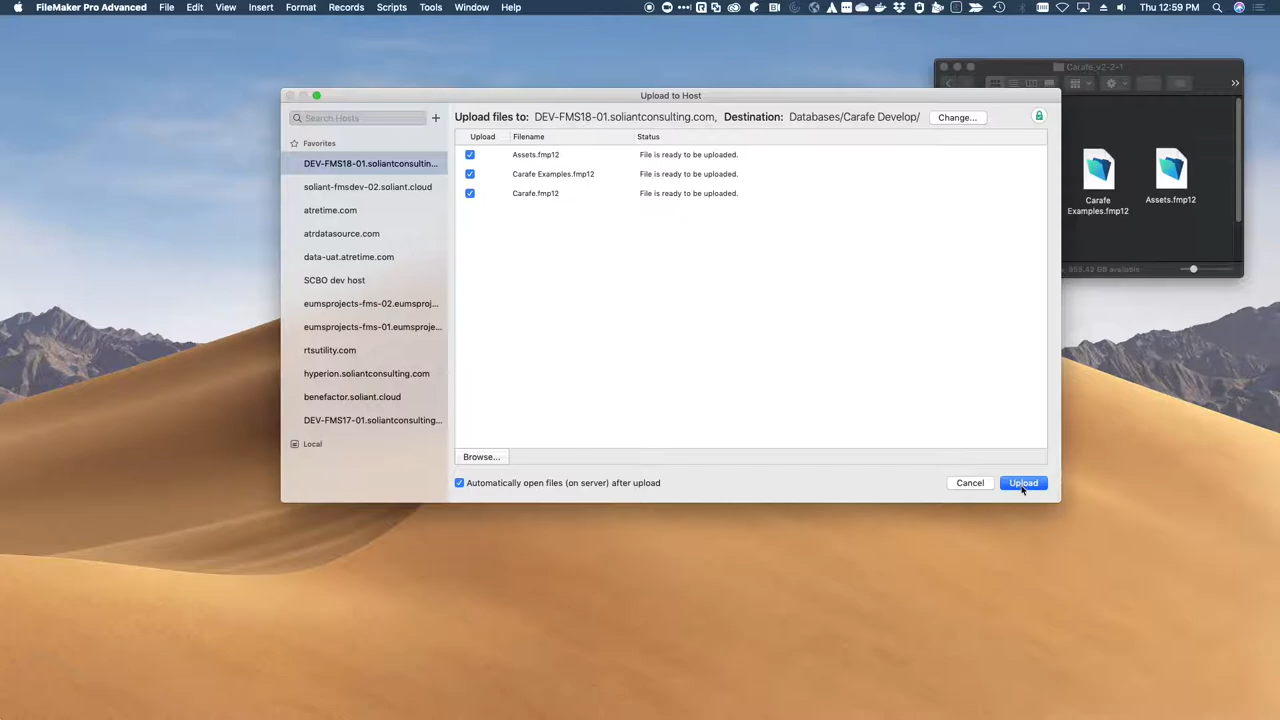 FileMaker Pro Advanced File Edit View Insert Format Records Scripts Tools Window Help Thu 12:59 PM
Carafe_v2-2-1
Upload to Host
Search Hosts
Upload files to: DEV-FMS18-01.soliantconsulting.com, Destination: Databases/Carafe Develop/ Change...
Upload Filename Status
Favorites
DEV-FMS18-01.soliantconsultin...
Assets.fmp12 File is ready to be uploaded.
soliant-fmsdev-02.soliant.cloud
Carafe Examples.fmp12 File is ready to be uploaded.
atretime.com
Carafe.fmp12 File is ready to be uploaded.
atrdatasource.com
data-uat.atretime.com
SCBO dev host
eumsprojects-fms-02.eumsproj...
eumsprojects-fms-01.eumsproje...
rtsutility.com
hyperion.soliantconsulting.com
benefactor.soliant.cloud
DEV-FMS17-01.soliantconsulting...
Local
Browse...
Automatically open files (on server) after upload
Cancel Upload
Carafe
Examples.fmp12
Assets.fmp12
955.42 GB available